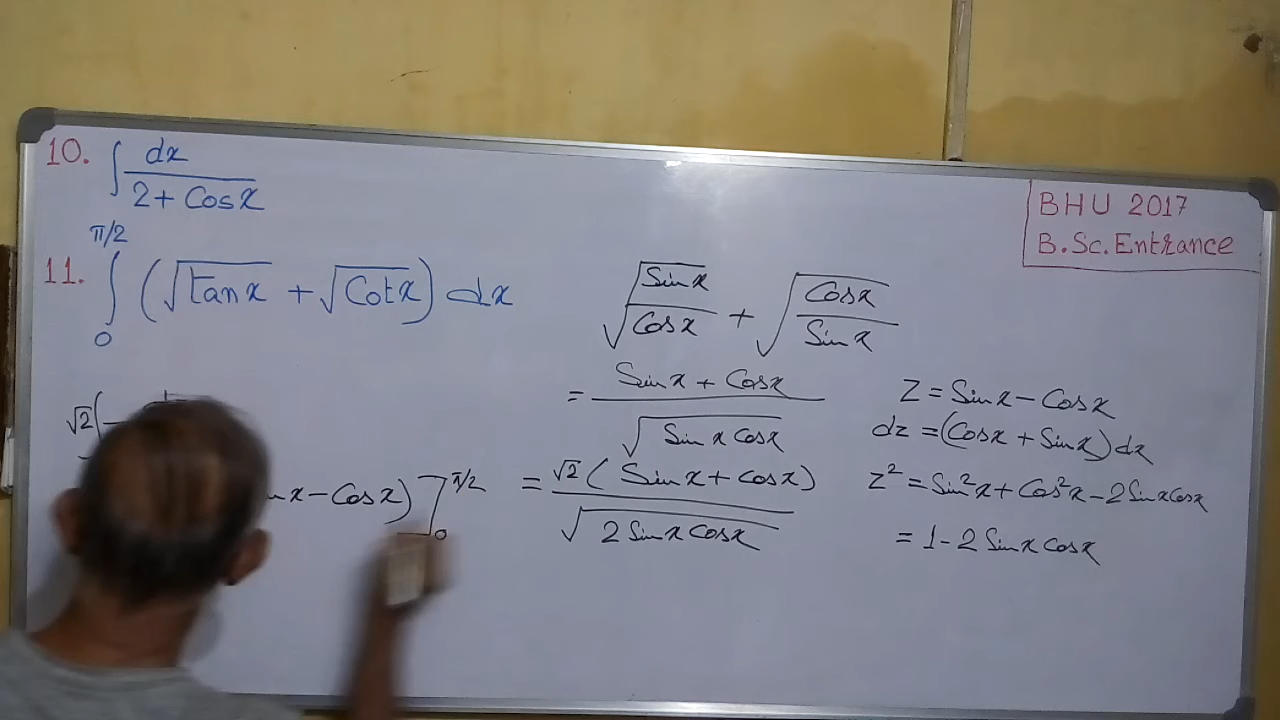 10. ∫ dx / (2 + Cosx)
BHU 2017
B.Sc. Entrance
11. ∫₀^(π/2) (√tanx + √Cotx) dx
√(Sinx / Cosx) + √(Cosx / Sinx)
= (Sinx + Cosx) / √(Sinx Cosx)
= √2 (Sinx + Cosx) / √(2 Sinx Cosx)
Z = Sinx − Cosx
dz = (Cosx + Sinx) dx
Z² = Sin²x + Cos²x − 2 Sinx Cosx
= 1 − 2 Sinx Cosx
√2
x − Cosx) ]₀^(π/2)